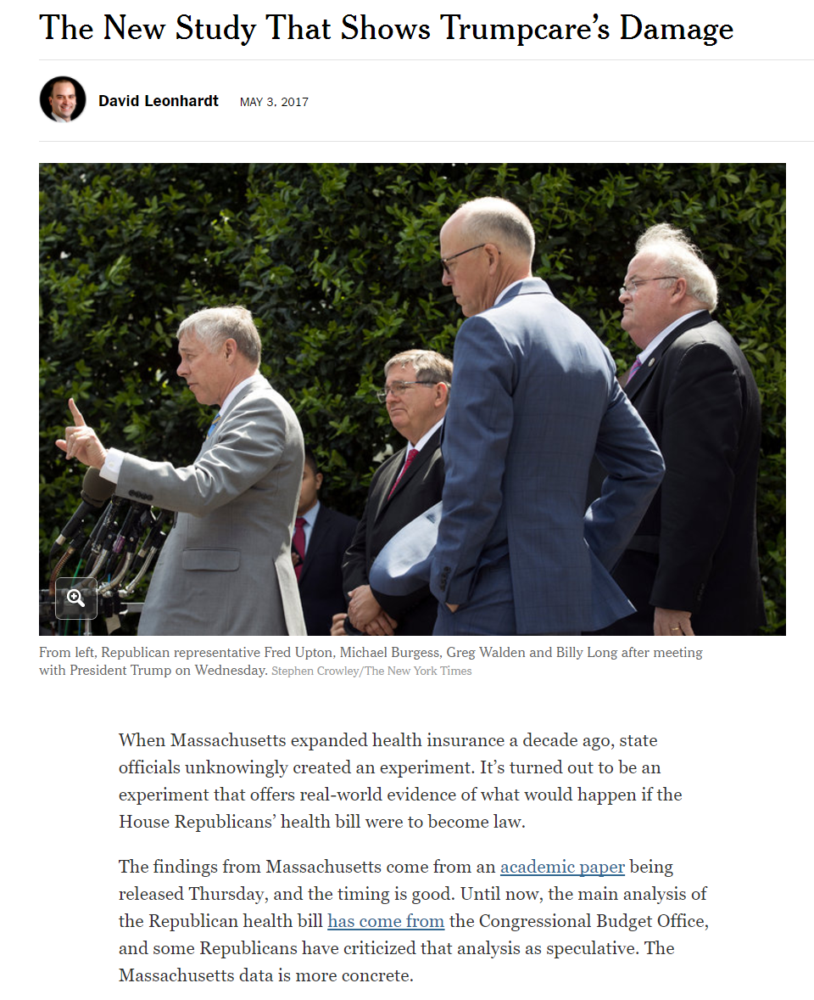 The New Study That Shows Trumpcare’s Damage
David Leonhardt MAY 3, 2017
From left, Republican representative Fred Upton, Michael Burgess, Greg Walden and Billy Long after meeting
with President Trump on Wednesday. Stephen Crowley/The New York Times
When Massachusetts expanded health insurance a decade ago, state
officials unknowingly created an experiment. It’s turned out to be an
experiment that offers real-world evidence of what would happen if the
House Republicans’ health bill were to become law.
The findings from Massachusetts come from an academic paper being
released Thursday, and the timing is good. Until now, the main analysis of
the Republican health bill has come from the Congressional Budget Office,
and some Republicans have criticized that analysis as speculative. The
Massachusetts data is more concrete.